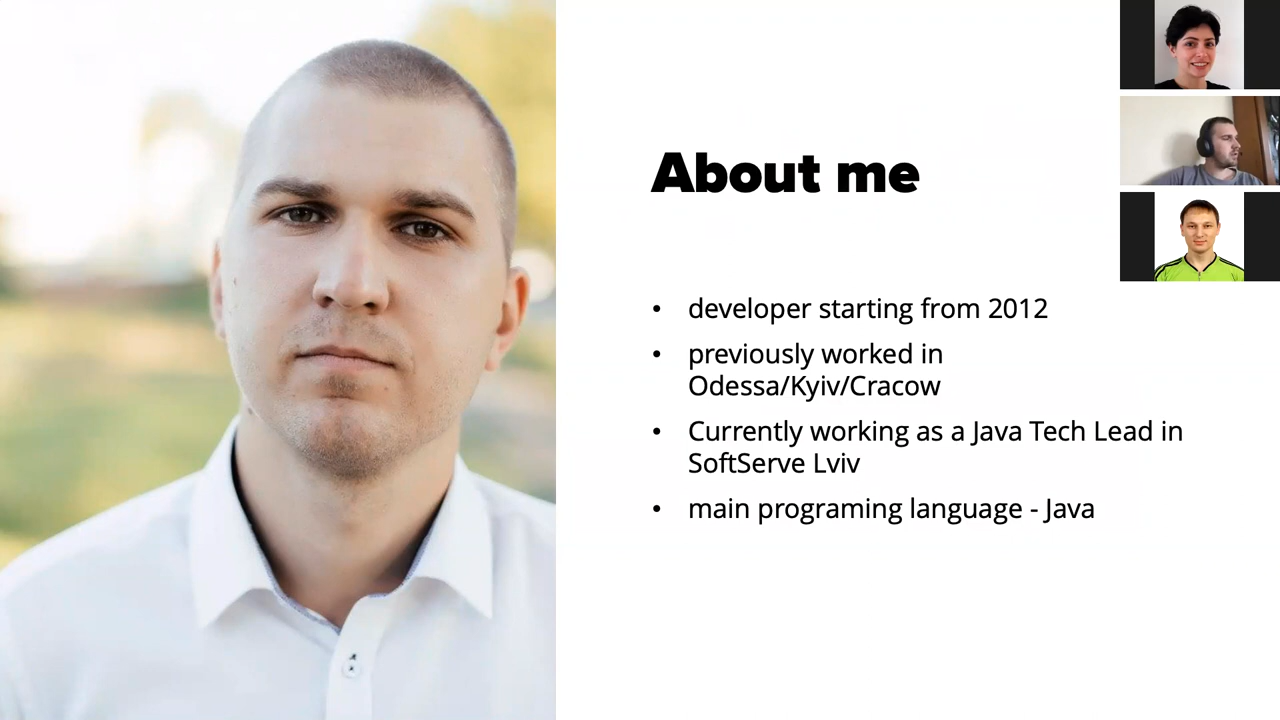 About me
• developer starting from 2012
• previously worked in
Odessa/Kyiv/Cracow
• Currently working as a Java Tech Lead in
SoftServe Lviv
• main programing language - Java